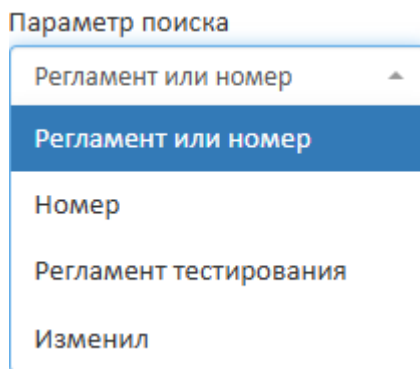 Параметр поиска
Регламент или номер
Регламент или номер
Номер
Регламент тестирования
Изменил